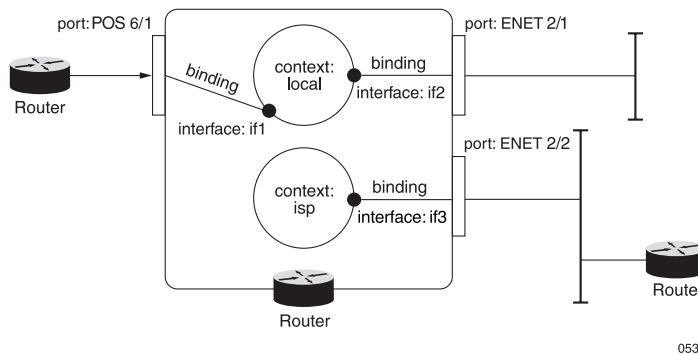 port: POS 6/1
port: ENET 2/1
binding
context:
local
binding
interface: if2
Router
interface: if1
port: ENET 2/2
context:
isp
binding
interface: if3
Route
Router
053